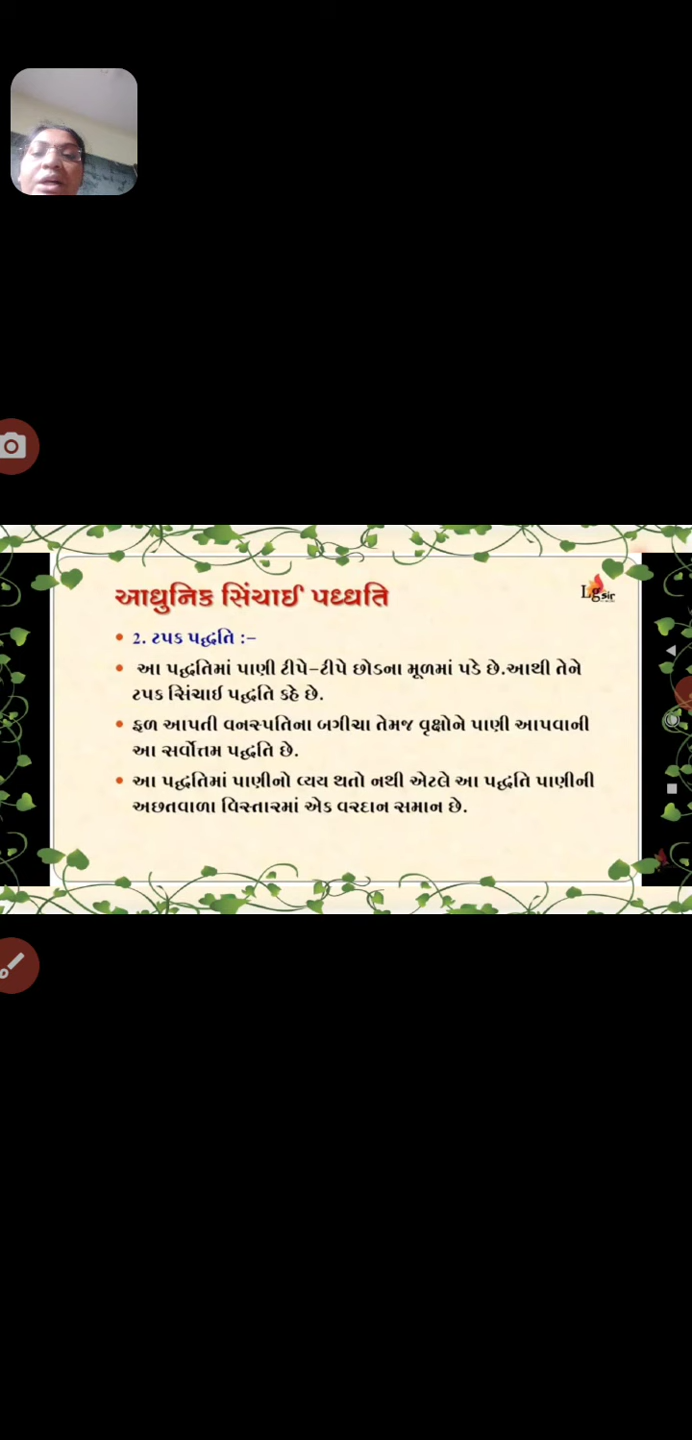 આધુનિક સિંચાઈ પધ્ધતિ
Lg sir
• 2. ટપક પદ્ધતિ :-
• આ પદ્ધતિમાં પાણી ટીપે-ટીપે છોડના મૂળમાં પડે છે.આથી તેને
ટપક સિંચાઈ પદ્ધતિ કહે છે.
• ફળ આપતી વનસ્પતિના બગીચા તેમજ વૃક્ષોને પાણી આપવાની
આ સર્વોત્તમ પદ્ધતિ છે.
• આ પદ્ધતિમાં પાણીનો વ્યય થતો નથી એટલે આ પદ્ધતિ પાણીની
અછતવાળા વિસ્તારમાં એક વરદાન સમાન છે.